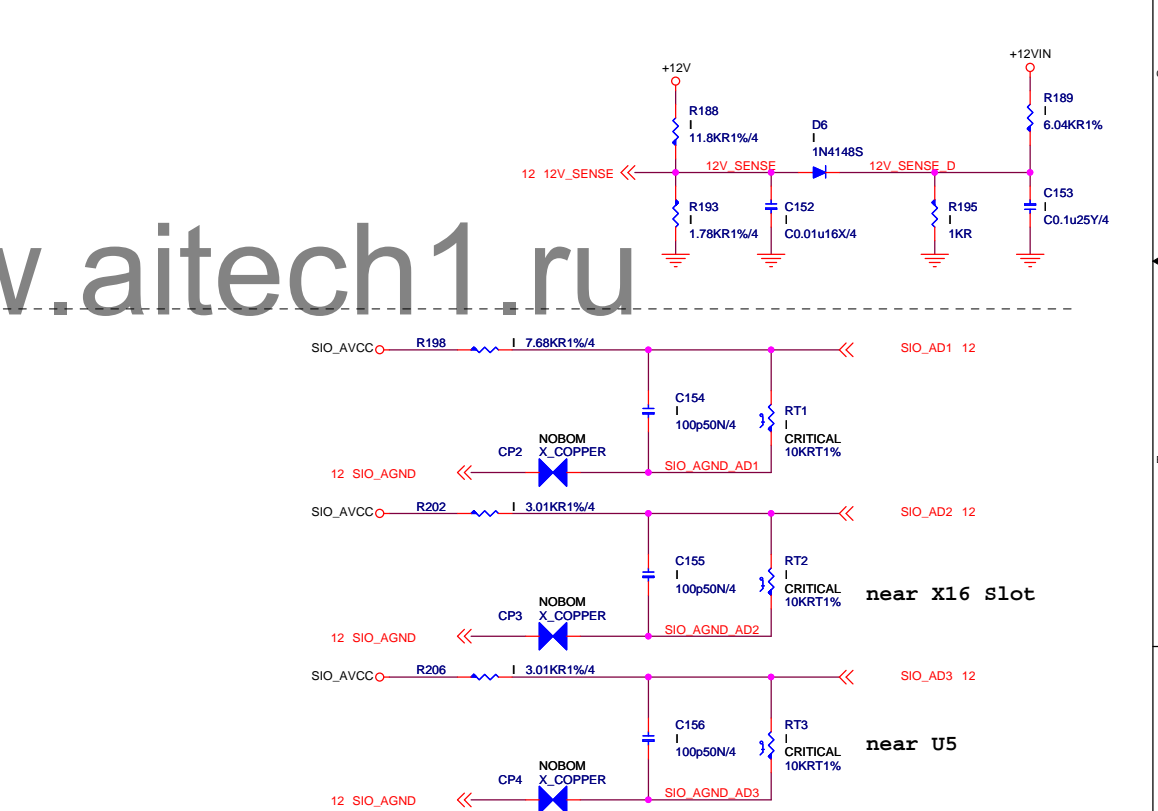 +12VIN
+12V
R189
I
6.04KR1%
R188
I
11.8KR1%/4
D6
I
1N4148S
12 12V_SENSE
12V_SENSE
12V_SENSE_D
R193
I
1.78KR1%/4
C152
I
C0.01u16X/4
R195
I
1KR
C153
I
C0.1u25Y/4
w.aitech1.ru
SIO_AVCC
R198
I 7.68KR1%/4
SIO_AD1 12
C154
I
100p50N/4
RT1
I
CRITICAL
10KRT1%
NOBOM
CP2 X_COPPER
12 SIO_AGND
SIO_AGND_AD1
SIO_AVCC
R202
I 3.01KR1%/4
SIO_AD2 12
C155
I
100p50N/4
RT2
I
CRITICAL
10KRT1%
near X16 Slot
NOBOM
CP3 X_COPPER
12 SIO_AGND
SIO_AGND_AD2
SIO_AVCC
R206
I 3.01KR1%/4
SIO_AD3 12
C156
I
100p50N/4
RT3
I
CRITICAL
10KRT1%
near U5
NOBOM
CP4 X_COPPER
12 SIO_AGND
SIO_AGND_AD3